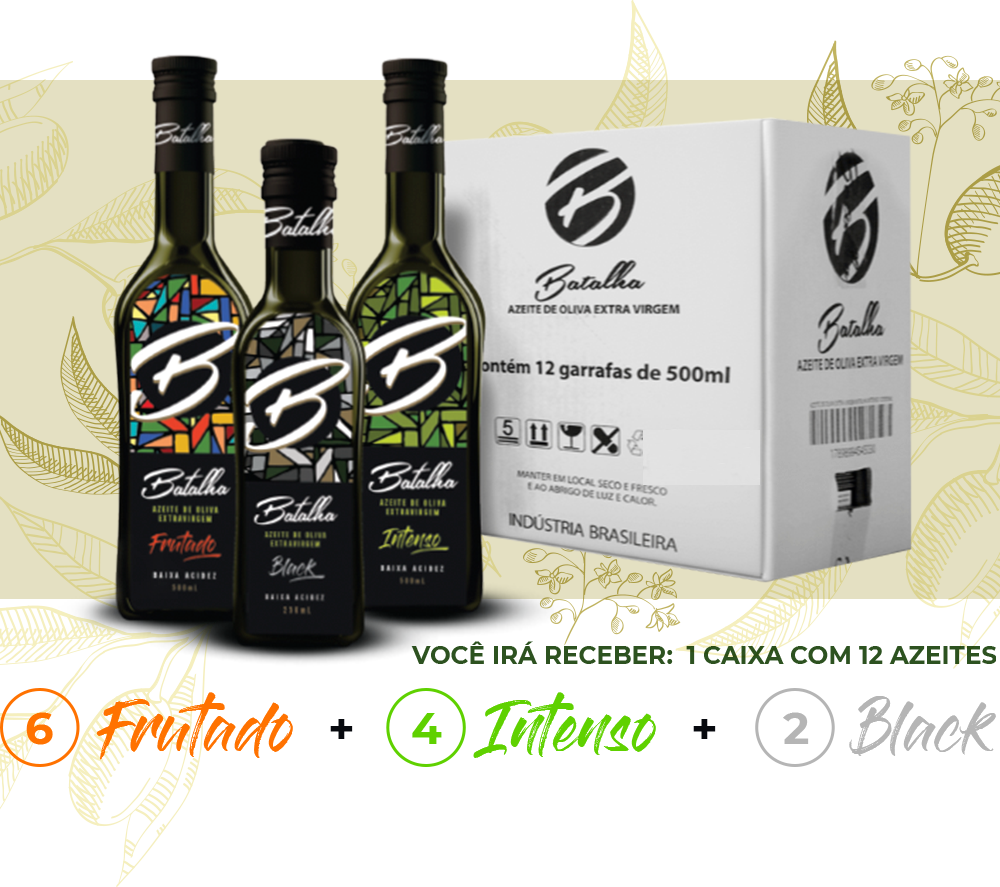 Batalha
Batalha
Batalha
B
B
B
Batalha
AZEITE DE OLIVA
EXTRAVIRGEM
Frutado
BAIXA ACIDEZ
500mL
Batalha
AZEITE DE OLIVA
EXTRAVIRGEM
Black
BAIXA ACIDEZ
250mL
Batalha
AZEITE DE OLIVA
EXTRAVIRGEM
Intenso
BAIXA ACIDEZ
500mL
B
Batalha
AZEITE DE OLIVA EXTRA VIRGEM
ontém 12 garrafas de 500ml
5
MANTER EM LOCAL SECO E FRESCO
E AO ABRIGO DE LUZ E CALOR.
INDÚSTRIA BRASILEIRA
B
Batalha
AZEITE DE OLIVA EXTRA VIRGEM
VOCÊ IRÁ RECEBER: 1 CAIXA COM 12 AZEITES
6 Frutado + 4 Intenso + 2 Black